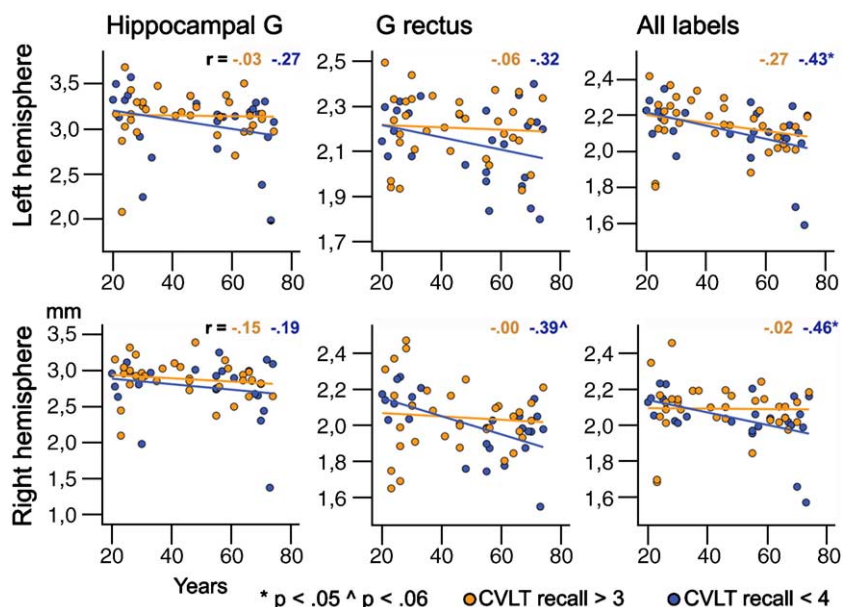 Hippocampal G
G rectus
All labels
Left hemisphere
r = -.03 -.27
3,5
3,0
2,5
2,0
20 40 60 80
-.06 -.32
2,5
2,3
2,1
1,9
1,7
20 40 60 80
-.27 -.43*
2,4
2,2
2,0
1,8
1,6
20 40 60 80
Right hemisphere
mm
r = -.15 -.19
3,5
3,0
2,5
2,0
1,5
1,0
20 40 60 80
-.00 -.39^
2,4
2,2
2,0
1,8
1,6
20 40 60 80
-.02 -.46*
2,4
2,2
2,0
1,8
1,6
20 40 60 80
Years
* p < .05 ^ p < .06 CVLT recall > 3 CVLT recall < 4